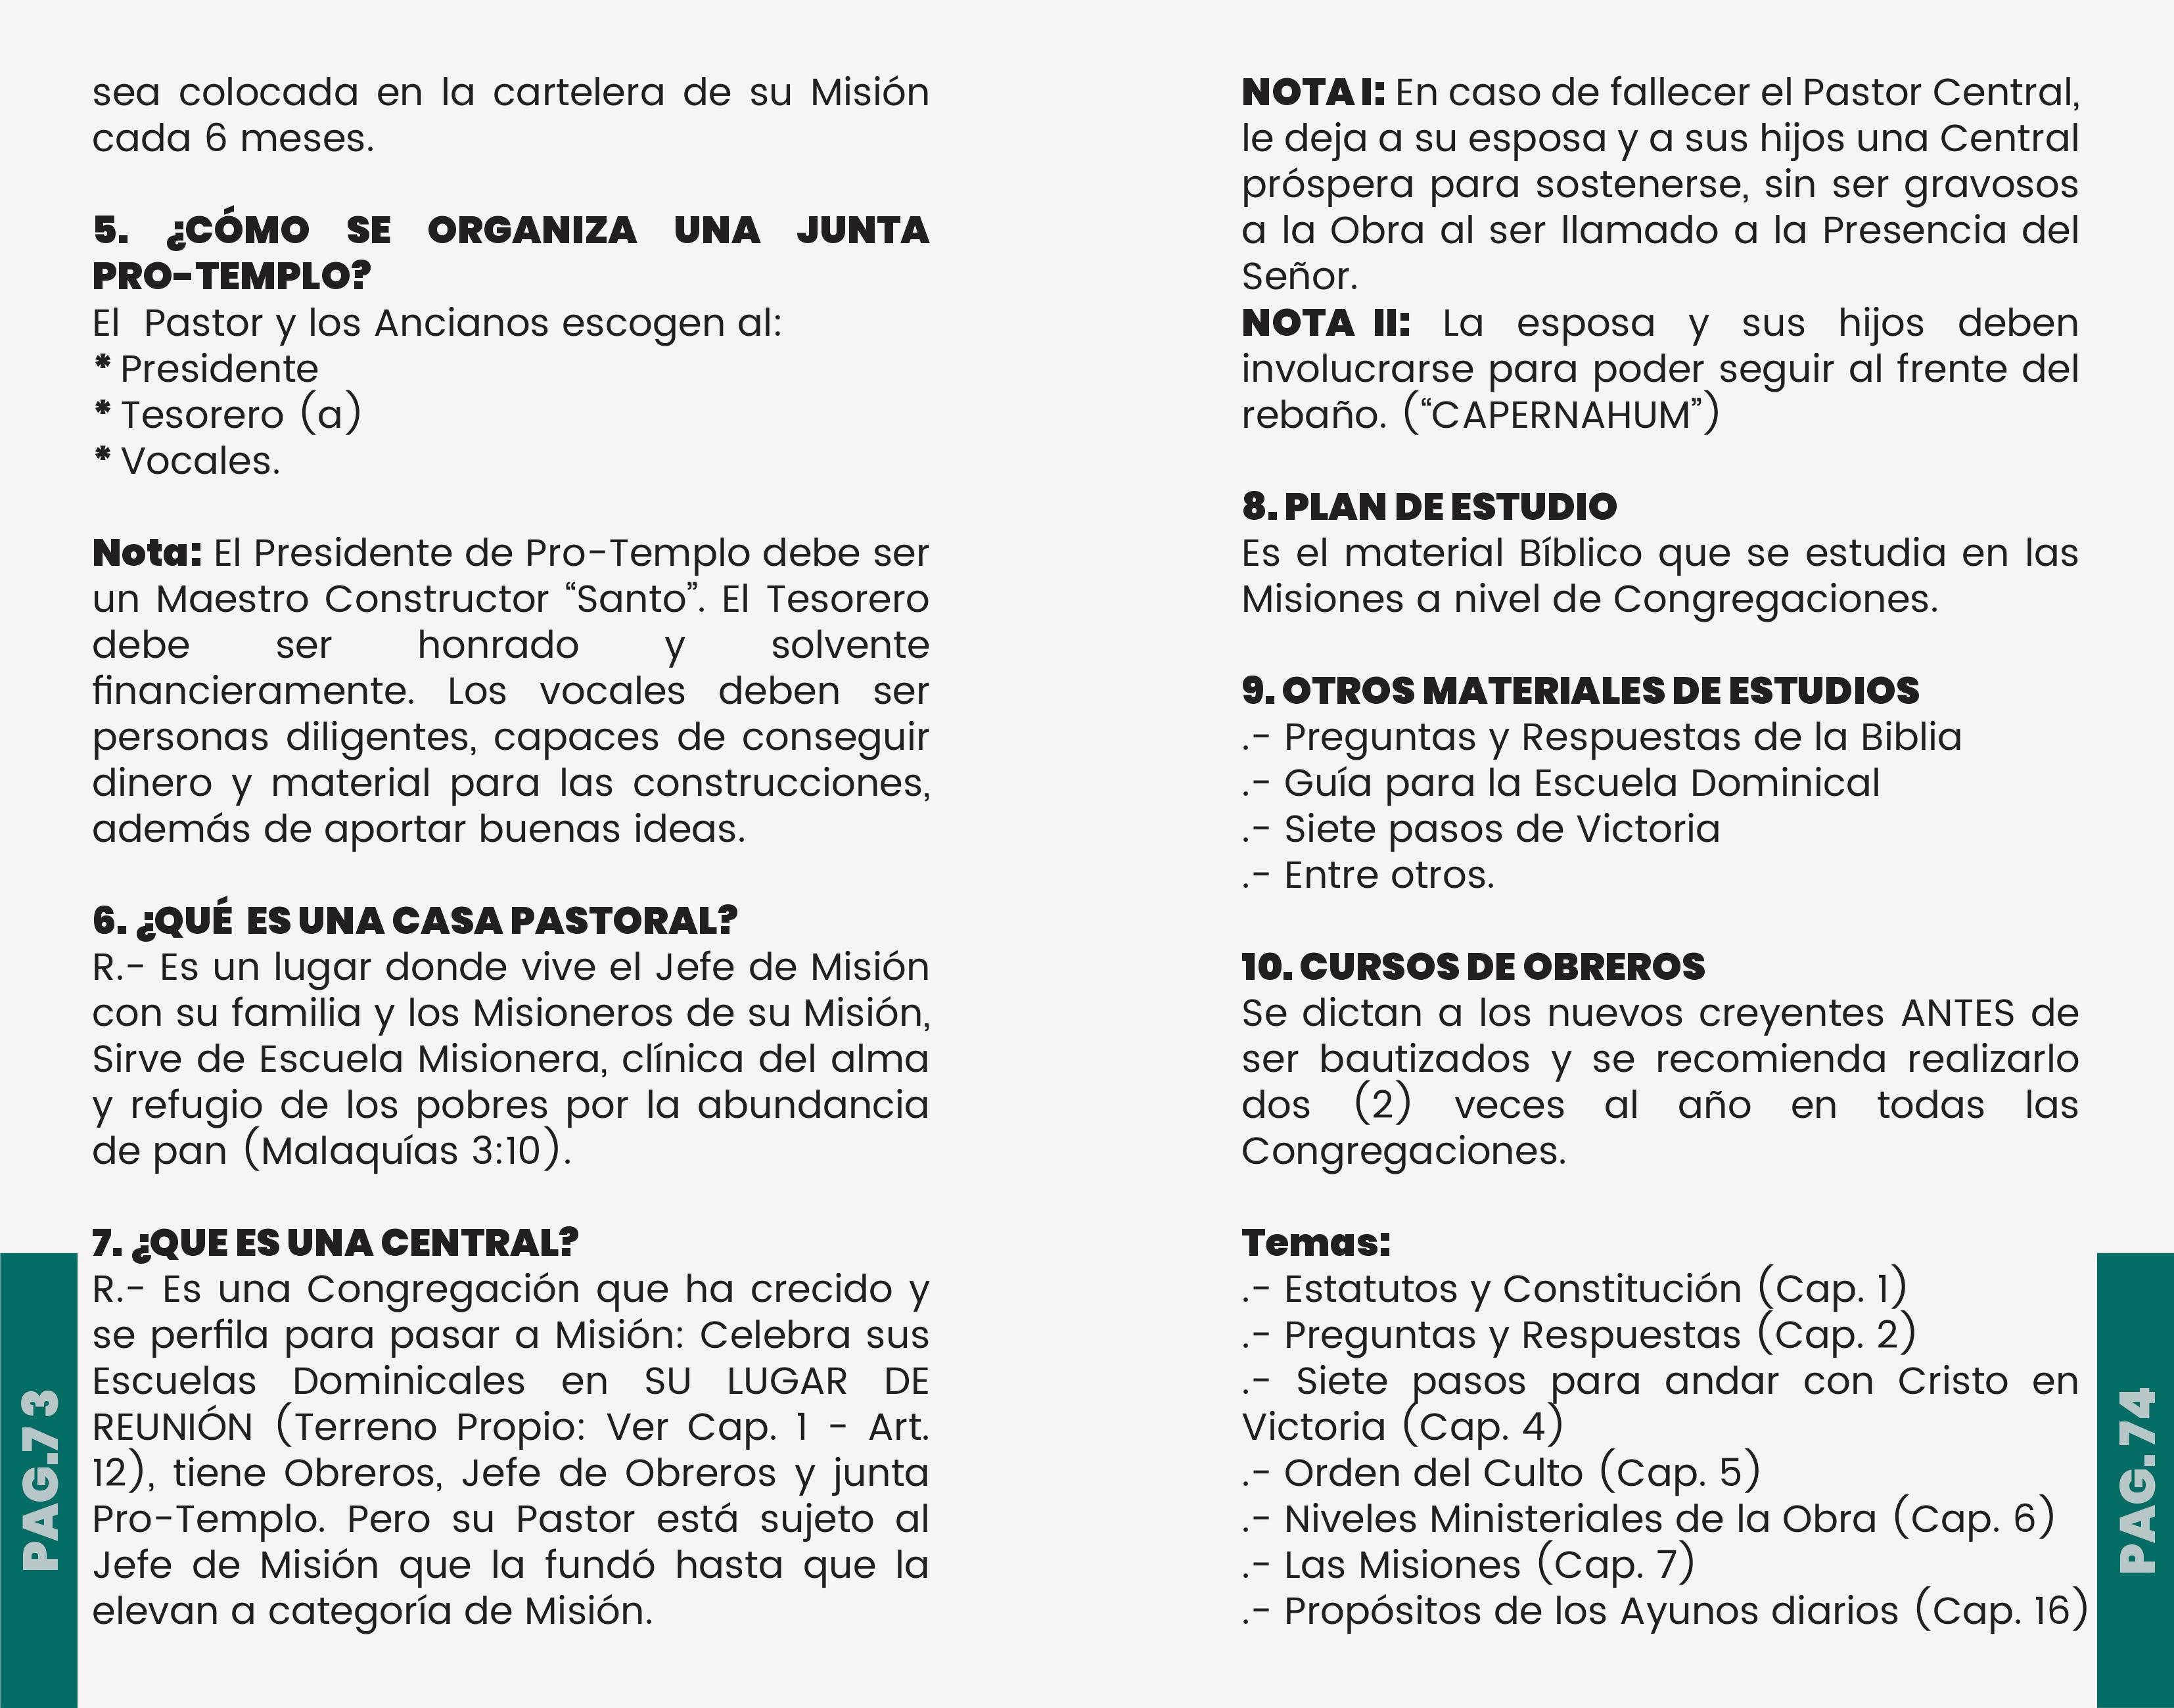 sea colocada en la cartelera de su Misión
cada 6 meses.
5. ¿CÓMO SE ORGANIZA UNA JUNTA
PRO-TEMPLO?
El Pastor y los Ancianos escogen al:
* Presidente
* Tesorero (a)
* Vocales.
Nota: El Presidente de Pro-Templo debe ser
un Maestro Constructor “Santo”. El Tesorero
debe ser honrado y solvente
financieramente. Los vocales deben ser
personas diligentes, capaces de conseguir
dinero y material para las construcciones,
además de aportar buenas ideas.
6. ¿QUÉ ES UNA CASA PASTORAL?
R.- Es un lugar donde vive el Jefe de Misión
con su familia y los Misioneros de su Misión,
Sirve de Escuela Misionera, clínica del alma
y refugio de los pobres por la abundancia
de pan (Malaquías 3:10).
7. ¿QUE ES UNA CENTRAL?
R.- Es una Congregación que ha crecido y
se perfila para pasar a Misión: Celebra sus
Escuelas Dominicales en SU LUGAR DE
REUNIÓN (Terreno Propio: Ver Cap. 1 - Art.
12), tiene Obreros, Jefe de Obreros y junta
Pro-Templo. Pero su Pastor está sujeto al
Jefe de Misión que la fundó hasta que la
elevan a categoría de Misión.
PAG.73
NOTA I: En caso de fallecer el Pastor Central,
le deja a su esposa y a sus hijos una Central
próspera para sostenerse, sin ser gravosos
a la Obra al ser llamado a la Presencia del
Señor.
NOTA II: La esposa y sus hijos deben
involucrarse para poder seguir al frente del
rebaño. (“CAPERNAHUM”)
8. PLAN DE ESTUDIO
Es el material Bíblico que se estudia en las
Misiones a nivel de Congregaciones.
9. OTROS MATERIALES DE ESTUDIOS
.- Preguntas y Respuestas de la Biblia
.- Guía para la Escuela Dominical
.- Siete pasos de Victoria
.- Entre otros.
10. CURSOS DE OBREROS
Se dictan a los nuevos creyentes ANTES de
ser bautizados y se recomienda realizarlo
dos (2) veces al año en todas las
Congregaciones.
Temas:
.- Estatutos y Constitución (Cap. 1)
.- Preguntas y Respuestas (Cap. 2)
.- Siete pasos para andar con Cristo en
Victoria (Cap. 4)
.- Orden del Culto (Cap. 5)
.- Niveles Ministeriales de la Obra (Cap. 6)
.- Las Misiones (Cap. 7)
.- Propósitos de los Ayunos diarios (Cap. 16)
PAG.74